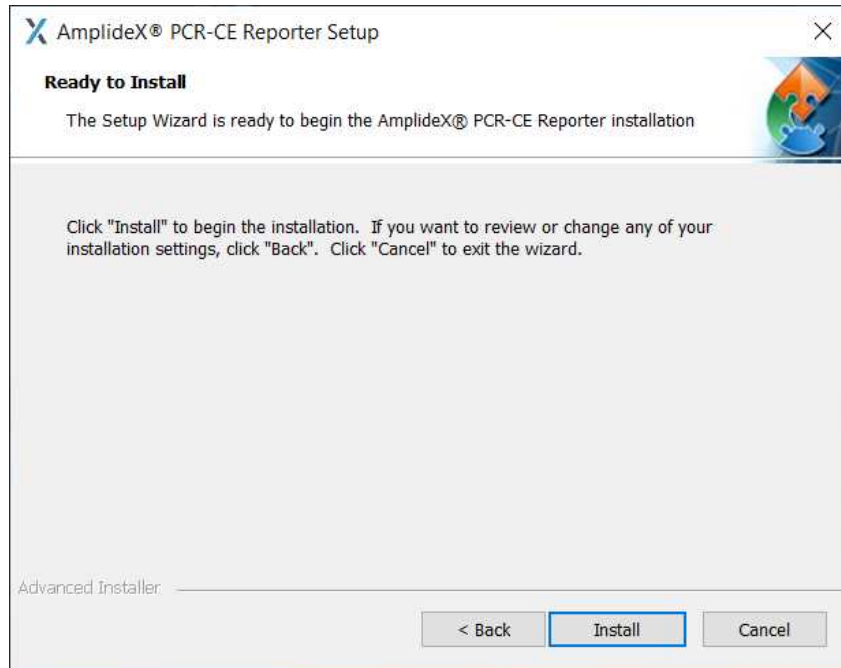 AmplideX® PCR-CE Reporter Setup
Ready to Install
The Setup Wizard is ready to begin the AmplideX® PCR-CE Reporter installation
Click "Install" to begin the installation.  If you want to review or change any of your
installation settings, click "Back".  Click "Cancel" to exit the wizard.
Advanced Installer
< Back
Install
Cancel